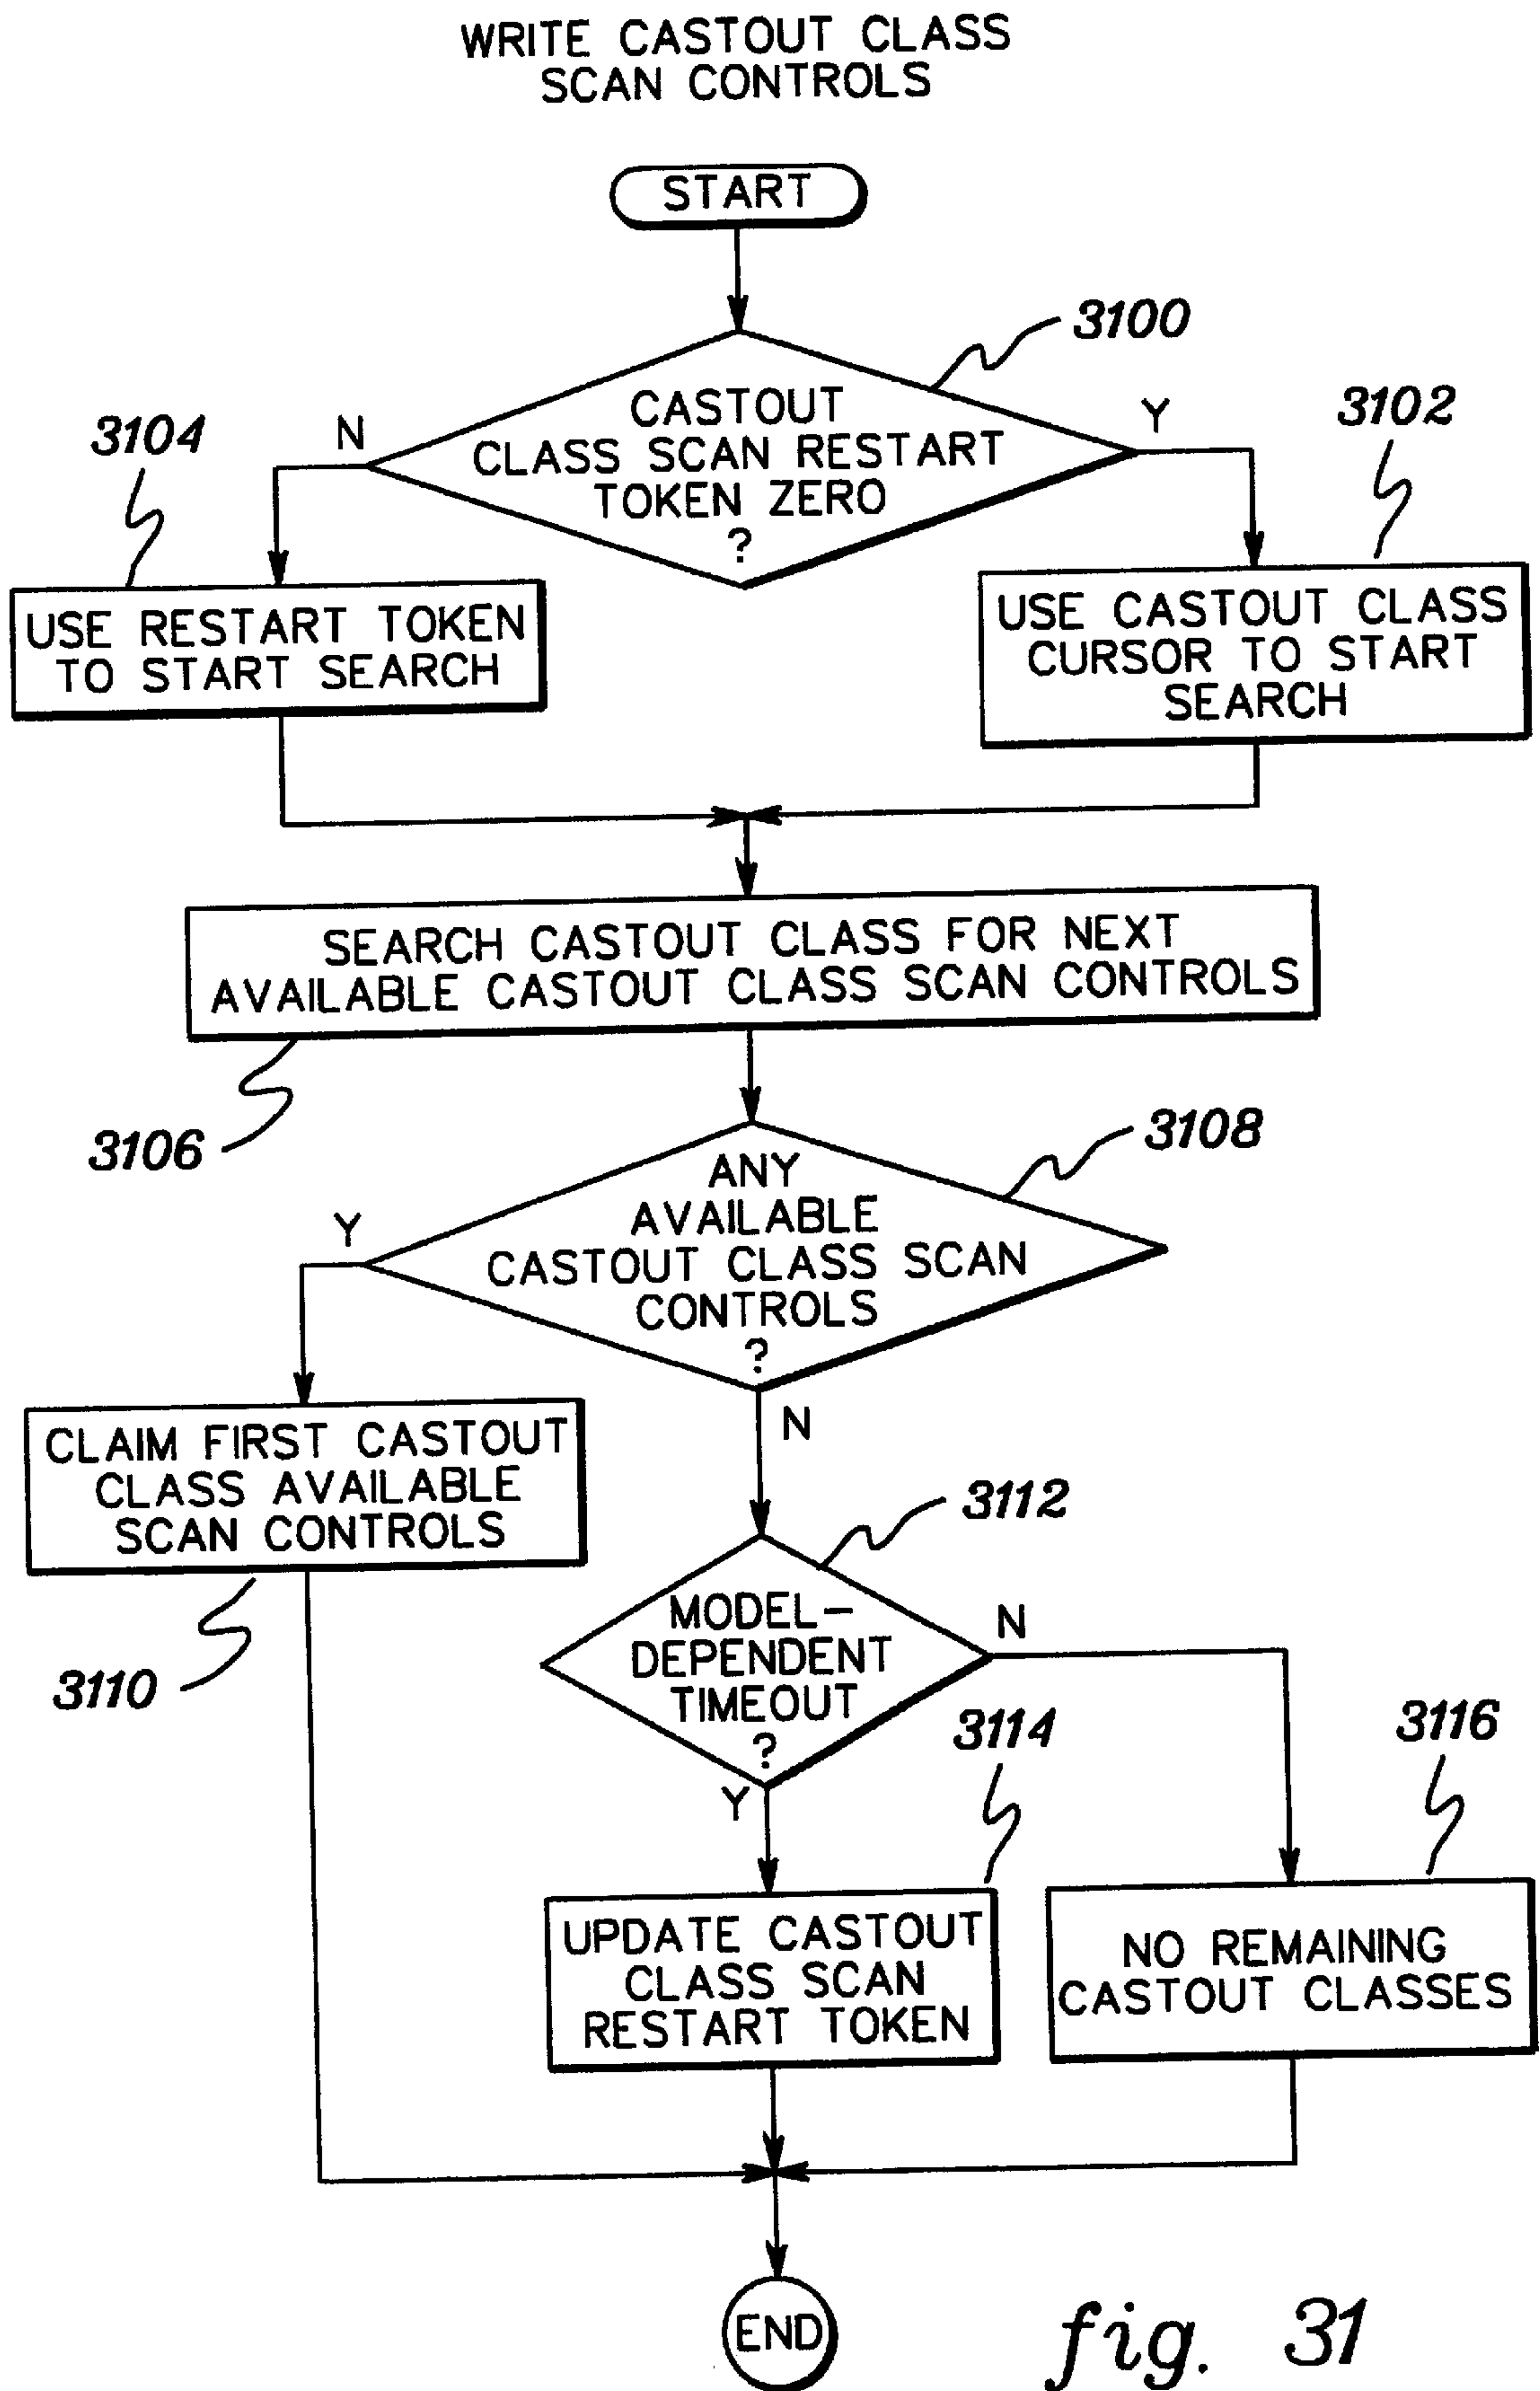 WRITE CASTOUT CLASS
SCAN CONTROLS
START
3100
CASTOUT
CLASS SCAN RESTART
TOKEN ZERO
?
N
Y
3104
3102
USE RESTART TOKEN
TO START SEARCH
USE CASTOUT CLASS
CURSOR TO START
SEARCH
SEARCH CASTOUT CLASS FOR NEXT
AVAILABLE CASTOUT CLASS SCAN CONTROLS
3106
3108
ANY
AVAILABLE
CASTOUT CLASS SCAN
CONTROLS
?
Y
N
CLAIM FIRST CASTOUT
CLASS AVAILABLE
SCAN CONTROLS
3110
3112
MODEL-
DEPENDENT
TIMEOUT
?
N
Y
3114
3116
UPDATE CASTOUT
CLASS SCAN
RESTART TOKEN
NO REMAINING
CASTOUT CLASSES
END
fig. 31